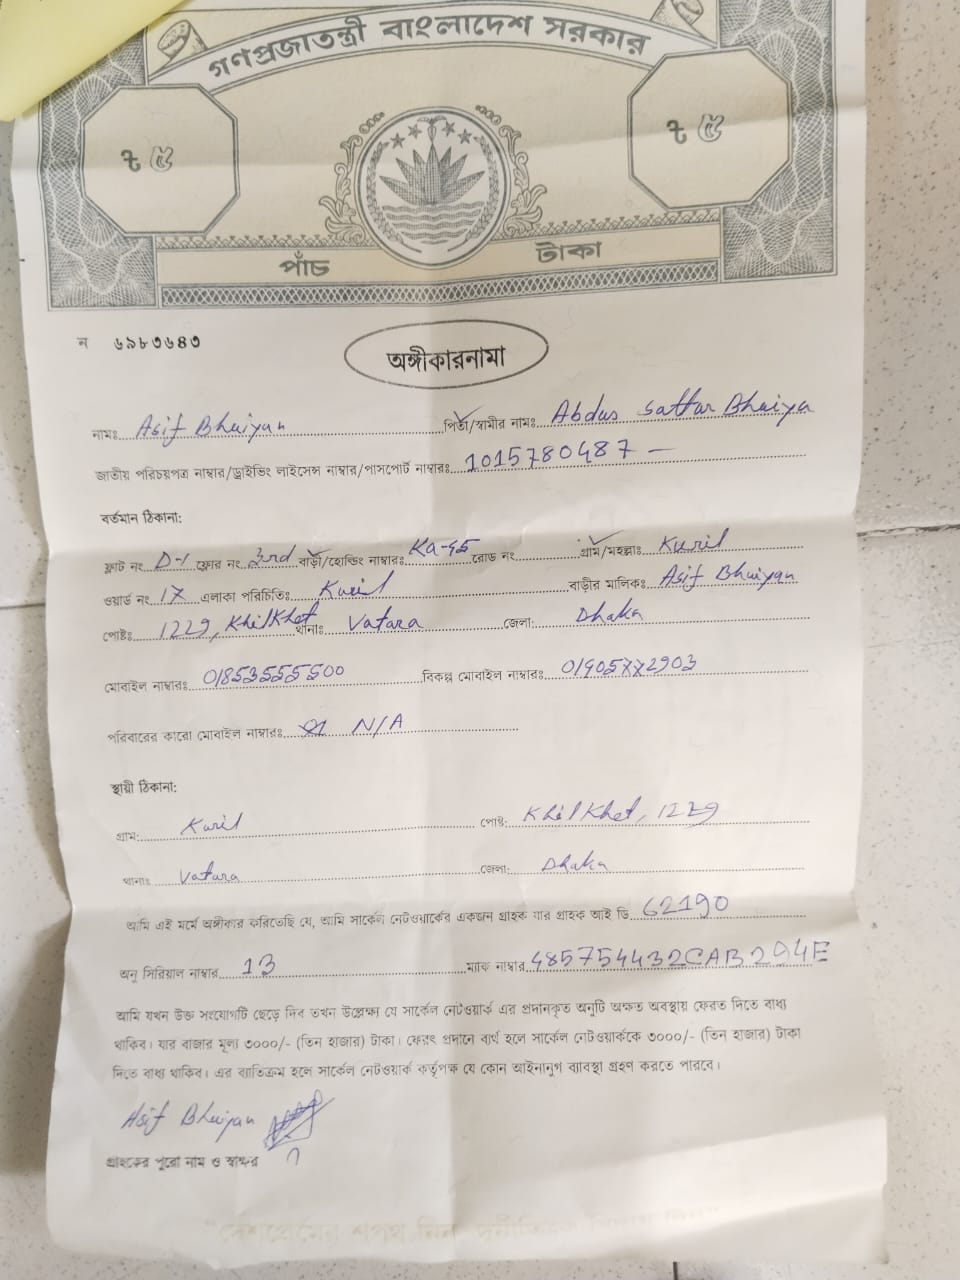 গণপ্রজাতন্ত্রী বাংলাদেশ সরকার
৳ ৫ ৳ ৫
পাঁচ টাকা
ন ৬৯৮৩৬৪৩
অঙ্গীকারনামা
নামঃ Asif Bhuiyan পিতা/স্বামীর নামঃ Abdus Sattar Bhuiya
জাতীয় পরিচয়পত্র নাম্বার/ড্রাইভিং লাইসেন্স নাম্বার/পাসপোর্ট নাম্বারঃ 1015780487 —
বর্তমান ঠিকানা:
ফ্লাট নং D-1 ফ্লোর নং 3rd বাড়ী/হোল্ডিং নাম্বারঃ Ka-45 রোড নং গ্রাম/মহল্লাঃ Kuril
ওয়ার্ড নং 17 এলাকা পরিচিতিঃ Kuril বাড়ীর মালিকঃ Asif Bhuiyan
পোষ্টঃ 1229, KhilKhet থানাঃ Vatara জেলা: Dhaka
মোবাইল নাম্বারঃ 01853555500 বিকল্প মোবাইল নাম্বারঃ 01905772903
পরিবারের কারো মোবাইল নাম্বারঃ N/A
স্থায়ী ঠিকানা:
গ্রাম: Kuril পোষ্ট: KhilKhet, 1229
থানাঃ Vatara জেলা: Dhaka
আমি এই মর্মে অঙ্গীকার করিতেছি যে, আমি সার্কেল নেটওয়ার্কের একজন গ্রাহক যার গ্রাহক আই ডি 62190
অনু সিরিয়াল নাম্বার 13 ম্যাক নাম্বার 485754432CAB294E
আমি যখন উক্ত সংযোগটি ছেড়ে দিব তখন উল্লেক্ষ্য যে সার্কেল নেটওয়ার্ক এর প্রদানকৃত অনুটি অক্ষত অবস্থায় ফেরত দিতে বাধ্য
থাকিব। যার বাজার মূল্য ৩০০০/- (তিন হাজার) টাকা। ফেরৎ প্রদানে ব্যর্থ হলে সার্কেল নেটওয়ার্ককে ৩০০০/- (তিন হাজার) টাকা
দিতে বাধ্য থাকিব। এর ব্যতিক্রম হলে সার্কেল নেটওয়ার্ক কর্তৃপক্ষ যে কোন আইনানুগ ব্যবস্থা গ্রহণ করতে পারবে।
Asif Bhuiyan
গ্রাহকের পুরো নাম ও স্বাক্ষর